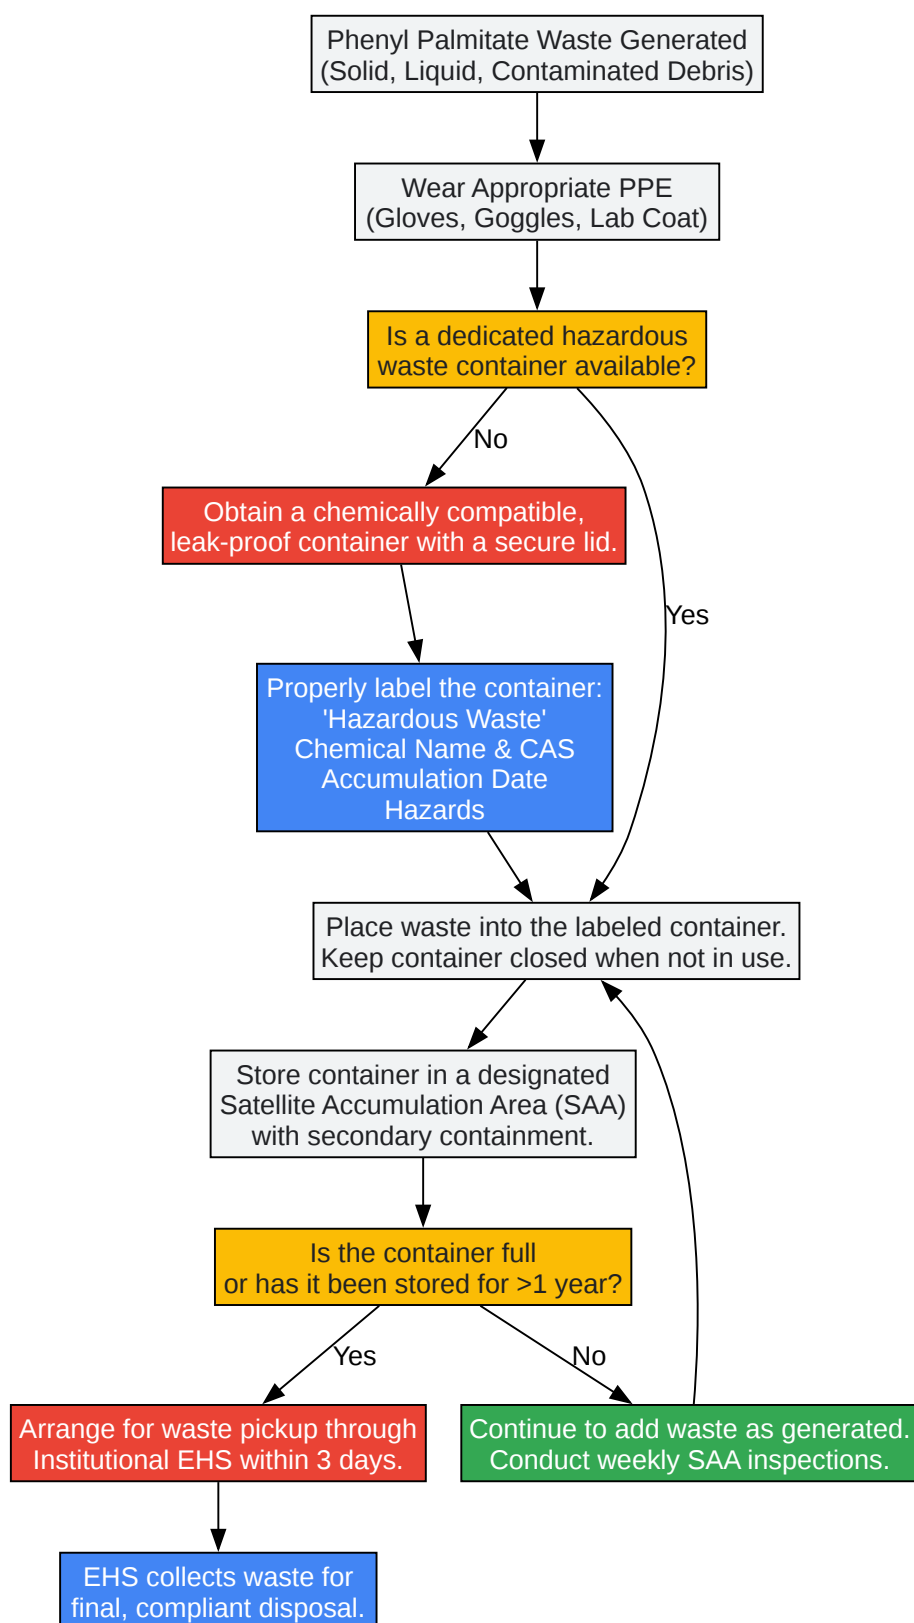 Phenyl Palmitate Waste Generated
(Solid, Liquid, Contaminated Debris)
Wear Appropriate PPE
(Gloves, Goggles, Lab Coat)
Is a dedicated hazardous
waste container available?
No
Obtain a chemically compatible,
leak-proof container with a secure lid.
Yes
Properly label the container:
'Hazardous Waste'
Chemical Name & CAS
Accumulation Date
Hazards
Place waste into the labeled container.
Keep container closed when not in use.
Store container in a designated
Satellite Accumulation Area (SAA)
with secondary containment.
Is the container full
or has it been stored for >1 year?
Yes
No
Arrange for waste pickup through
Institutional EHS within 3 days.
Continue to add waste as generated.
Conduct weekly SAA inspections.
EHS collects waste for
final, compliant disposal.